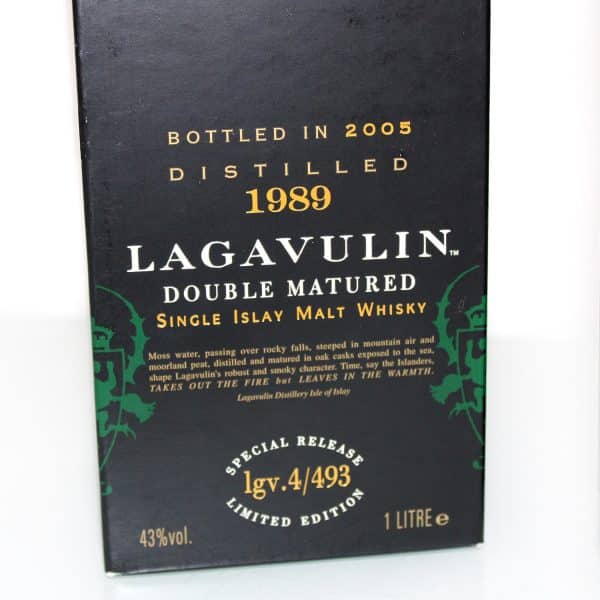 BOTTLED IN 2005
DISTILLED
1989
LAGAVULIN™
DOUBLE MATURED
SINGLE ISLAY MALT WHISKY
Moss water, passing over rocky falls, steeped in mountain air and
moorland peat, distilled and matured in oak casks exposed to the sea,
shape Lagavulin's robust and smoky character. Time, say the Islanders,
TAKES OUT THE FIRE but LEAVES IN THE WARMTH.
Lagavulin Distillery Isle of Islay
SPECIAL RELEASE
lgv.4/493
LIMITED EDITION
43%vol.
1 LITRE ℮